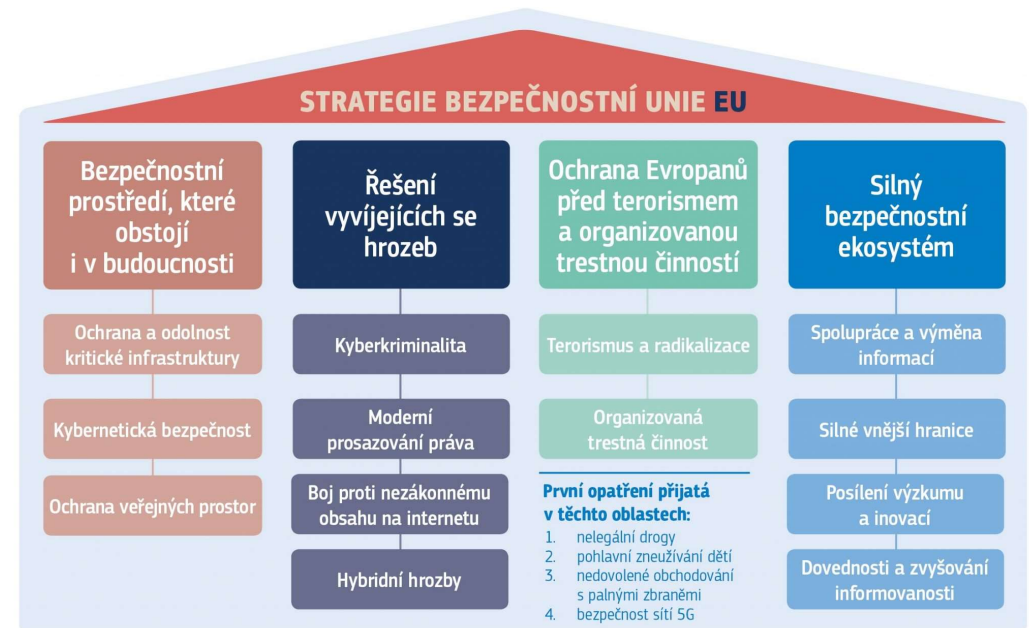 STRATEGIE BEZPEČNOSTNÍ UNIE EU
Bezpečnostní
prostředí, které
obstojí
i v budoucnosti
Ochrana a odolnost
kritické infrastruktury
Kybernetická bezpečnost
Ochrana veřejných prostor
Řešení
vyvíjejících se
hrozeb
Kyberkriminalita
Moderní
prosazování práva
Boj proti nezákonnému
obsahu na internetu
Hybridní hrozby
Ochrana Evropanů
před terorismem
a organizovanou
trestnou činností
Terorismus a radikalizace
Organizovaná
trestná činnost
První opatření přijatá
v těchto oblastech:
1. nelegální drogy
2. pohlavní zneužívání dětí
3. nedovolené obchodování
s palnými zbraněmi
4. bezpečnost sítí 5G
Silný
bezpečnostní
ekosystém
Spolupráce a výměna
informací
Silné vnější hranice
Posílení výzkumu
a inovací
Dovednosti a zvyšování
informovanosti